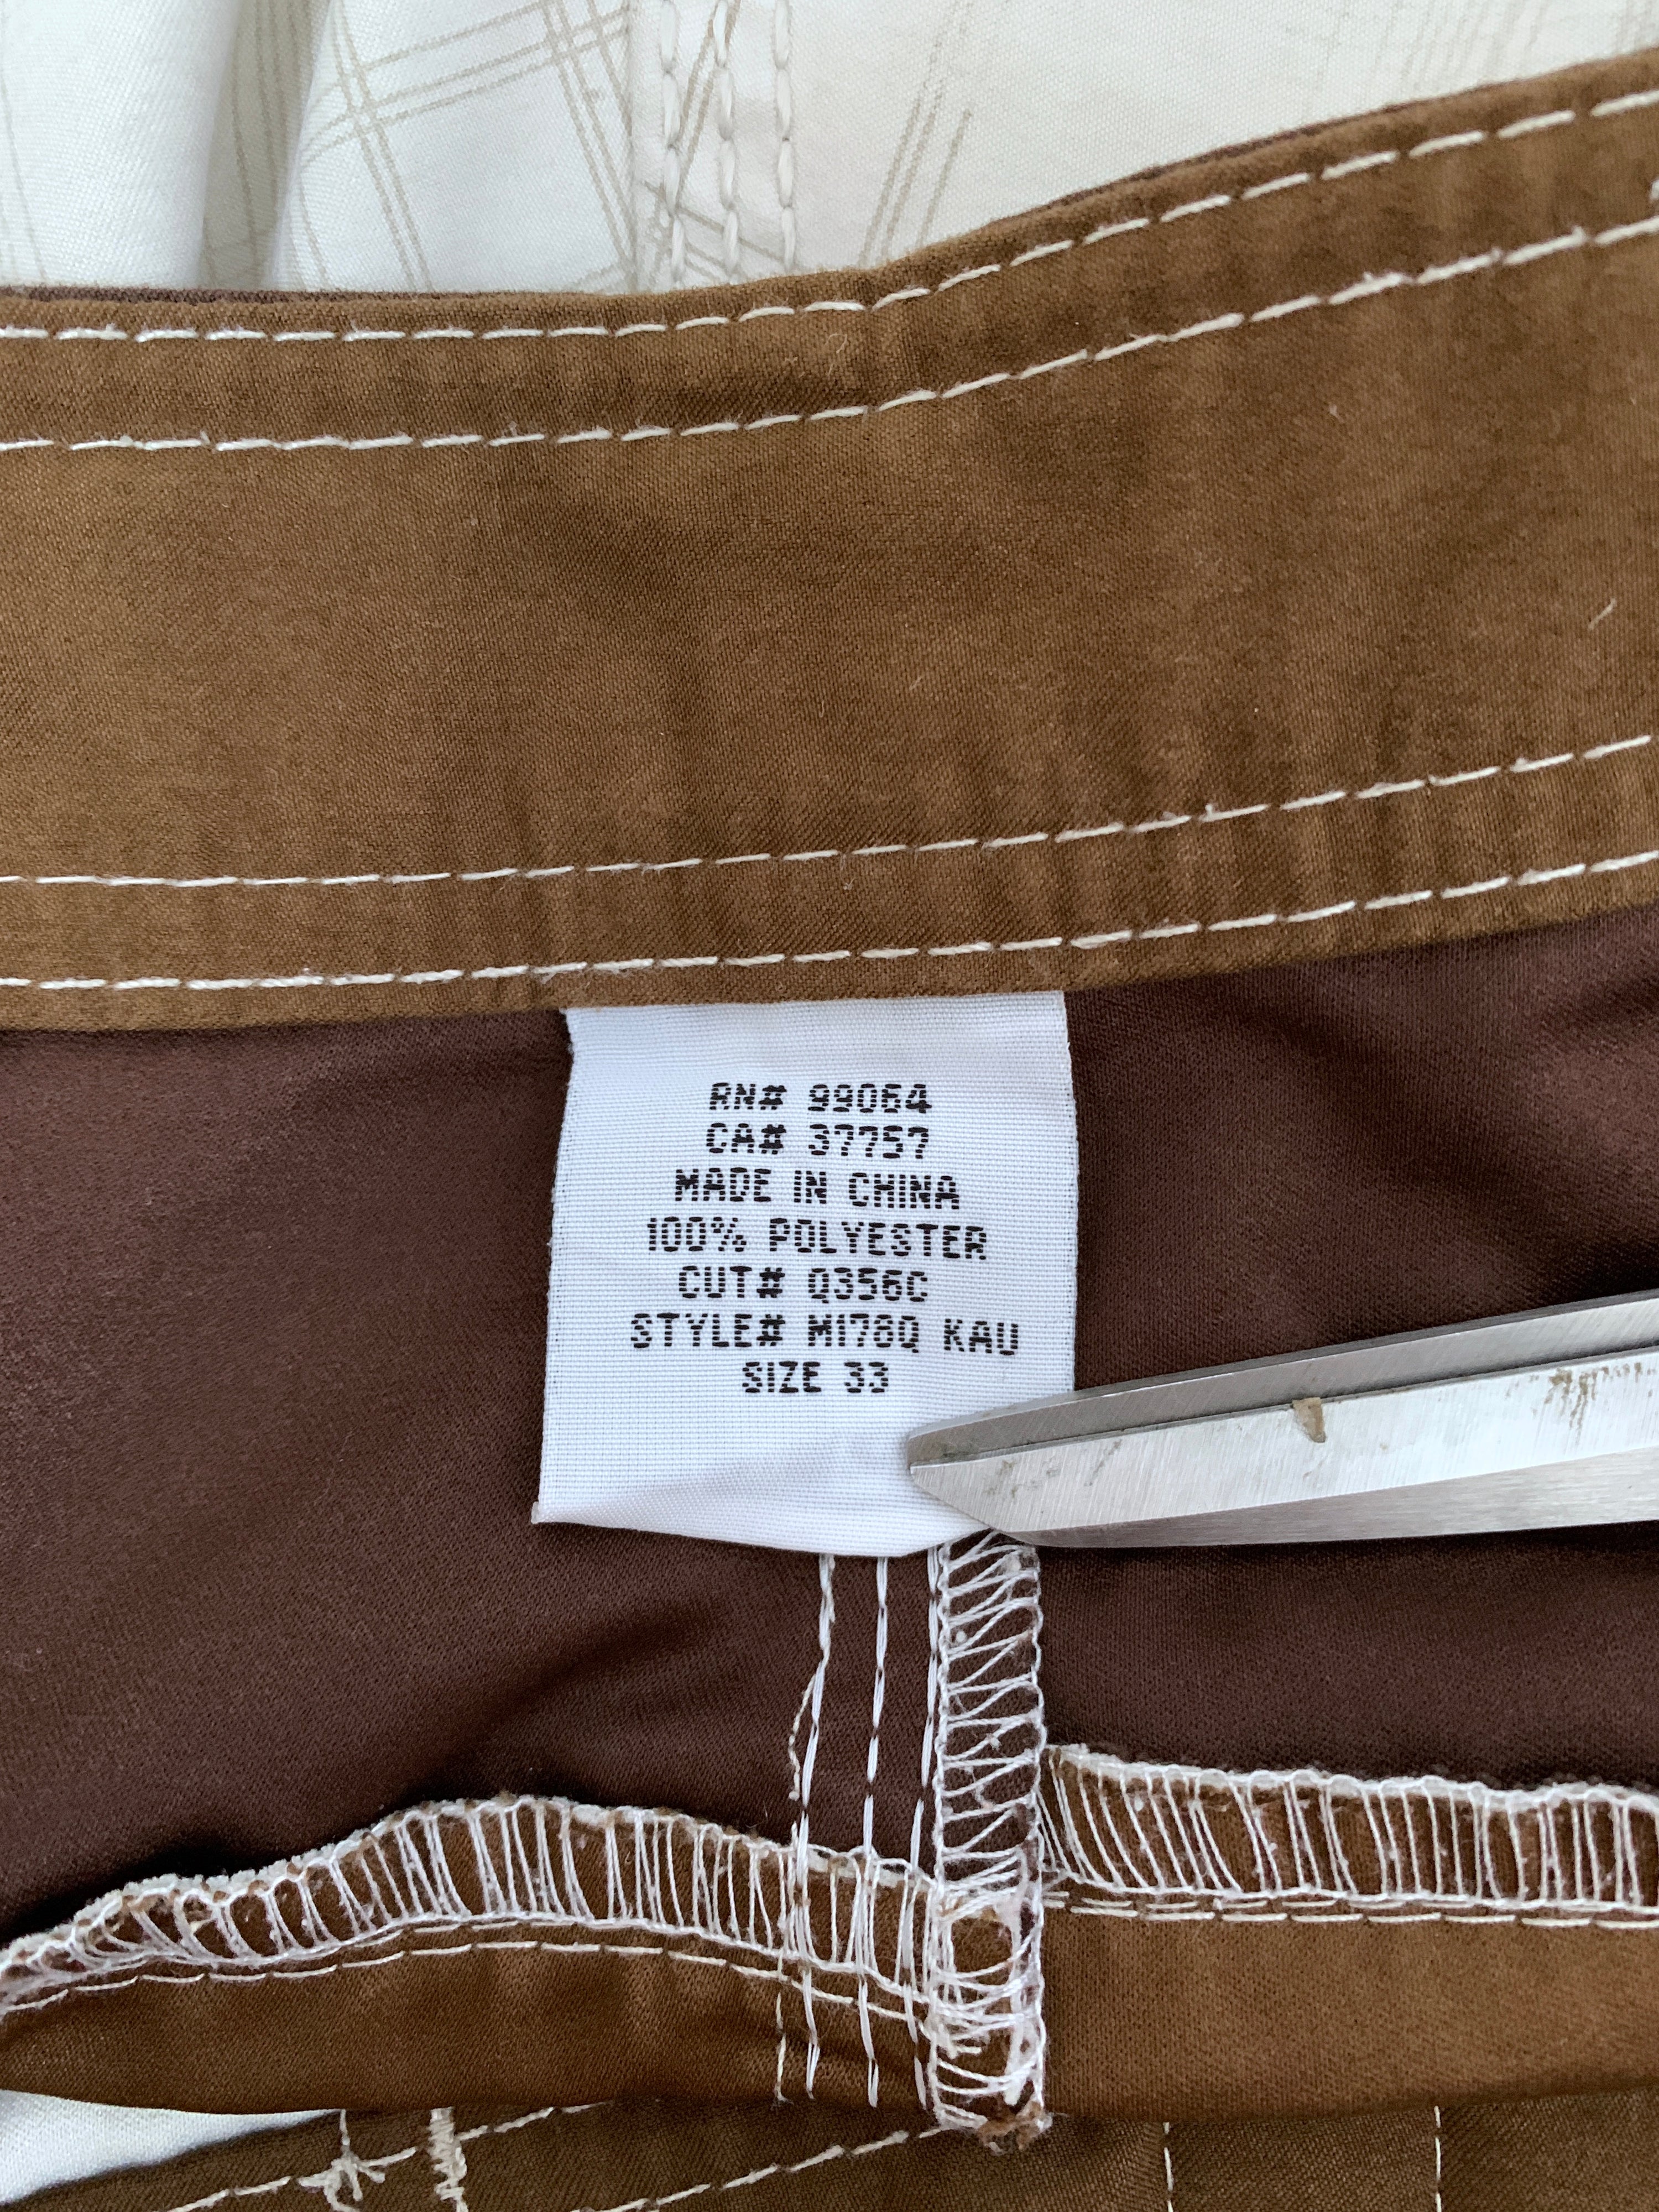 RN# 99064
CA# 37757
MADE IN CHINA
100% POLYESTER
CUT# Q356C
STYLE# M178Q KAU
SIZE 33